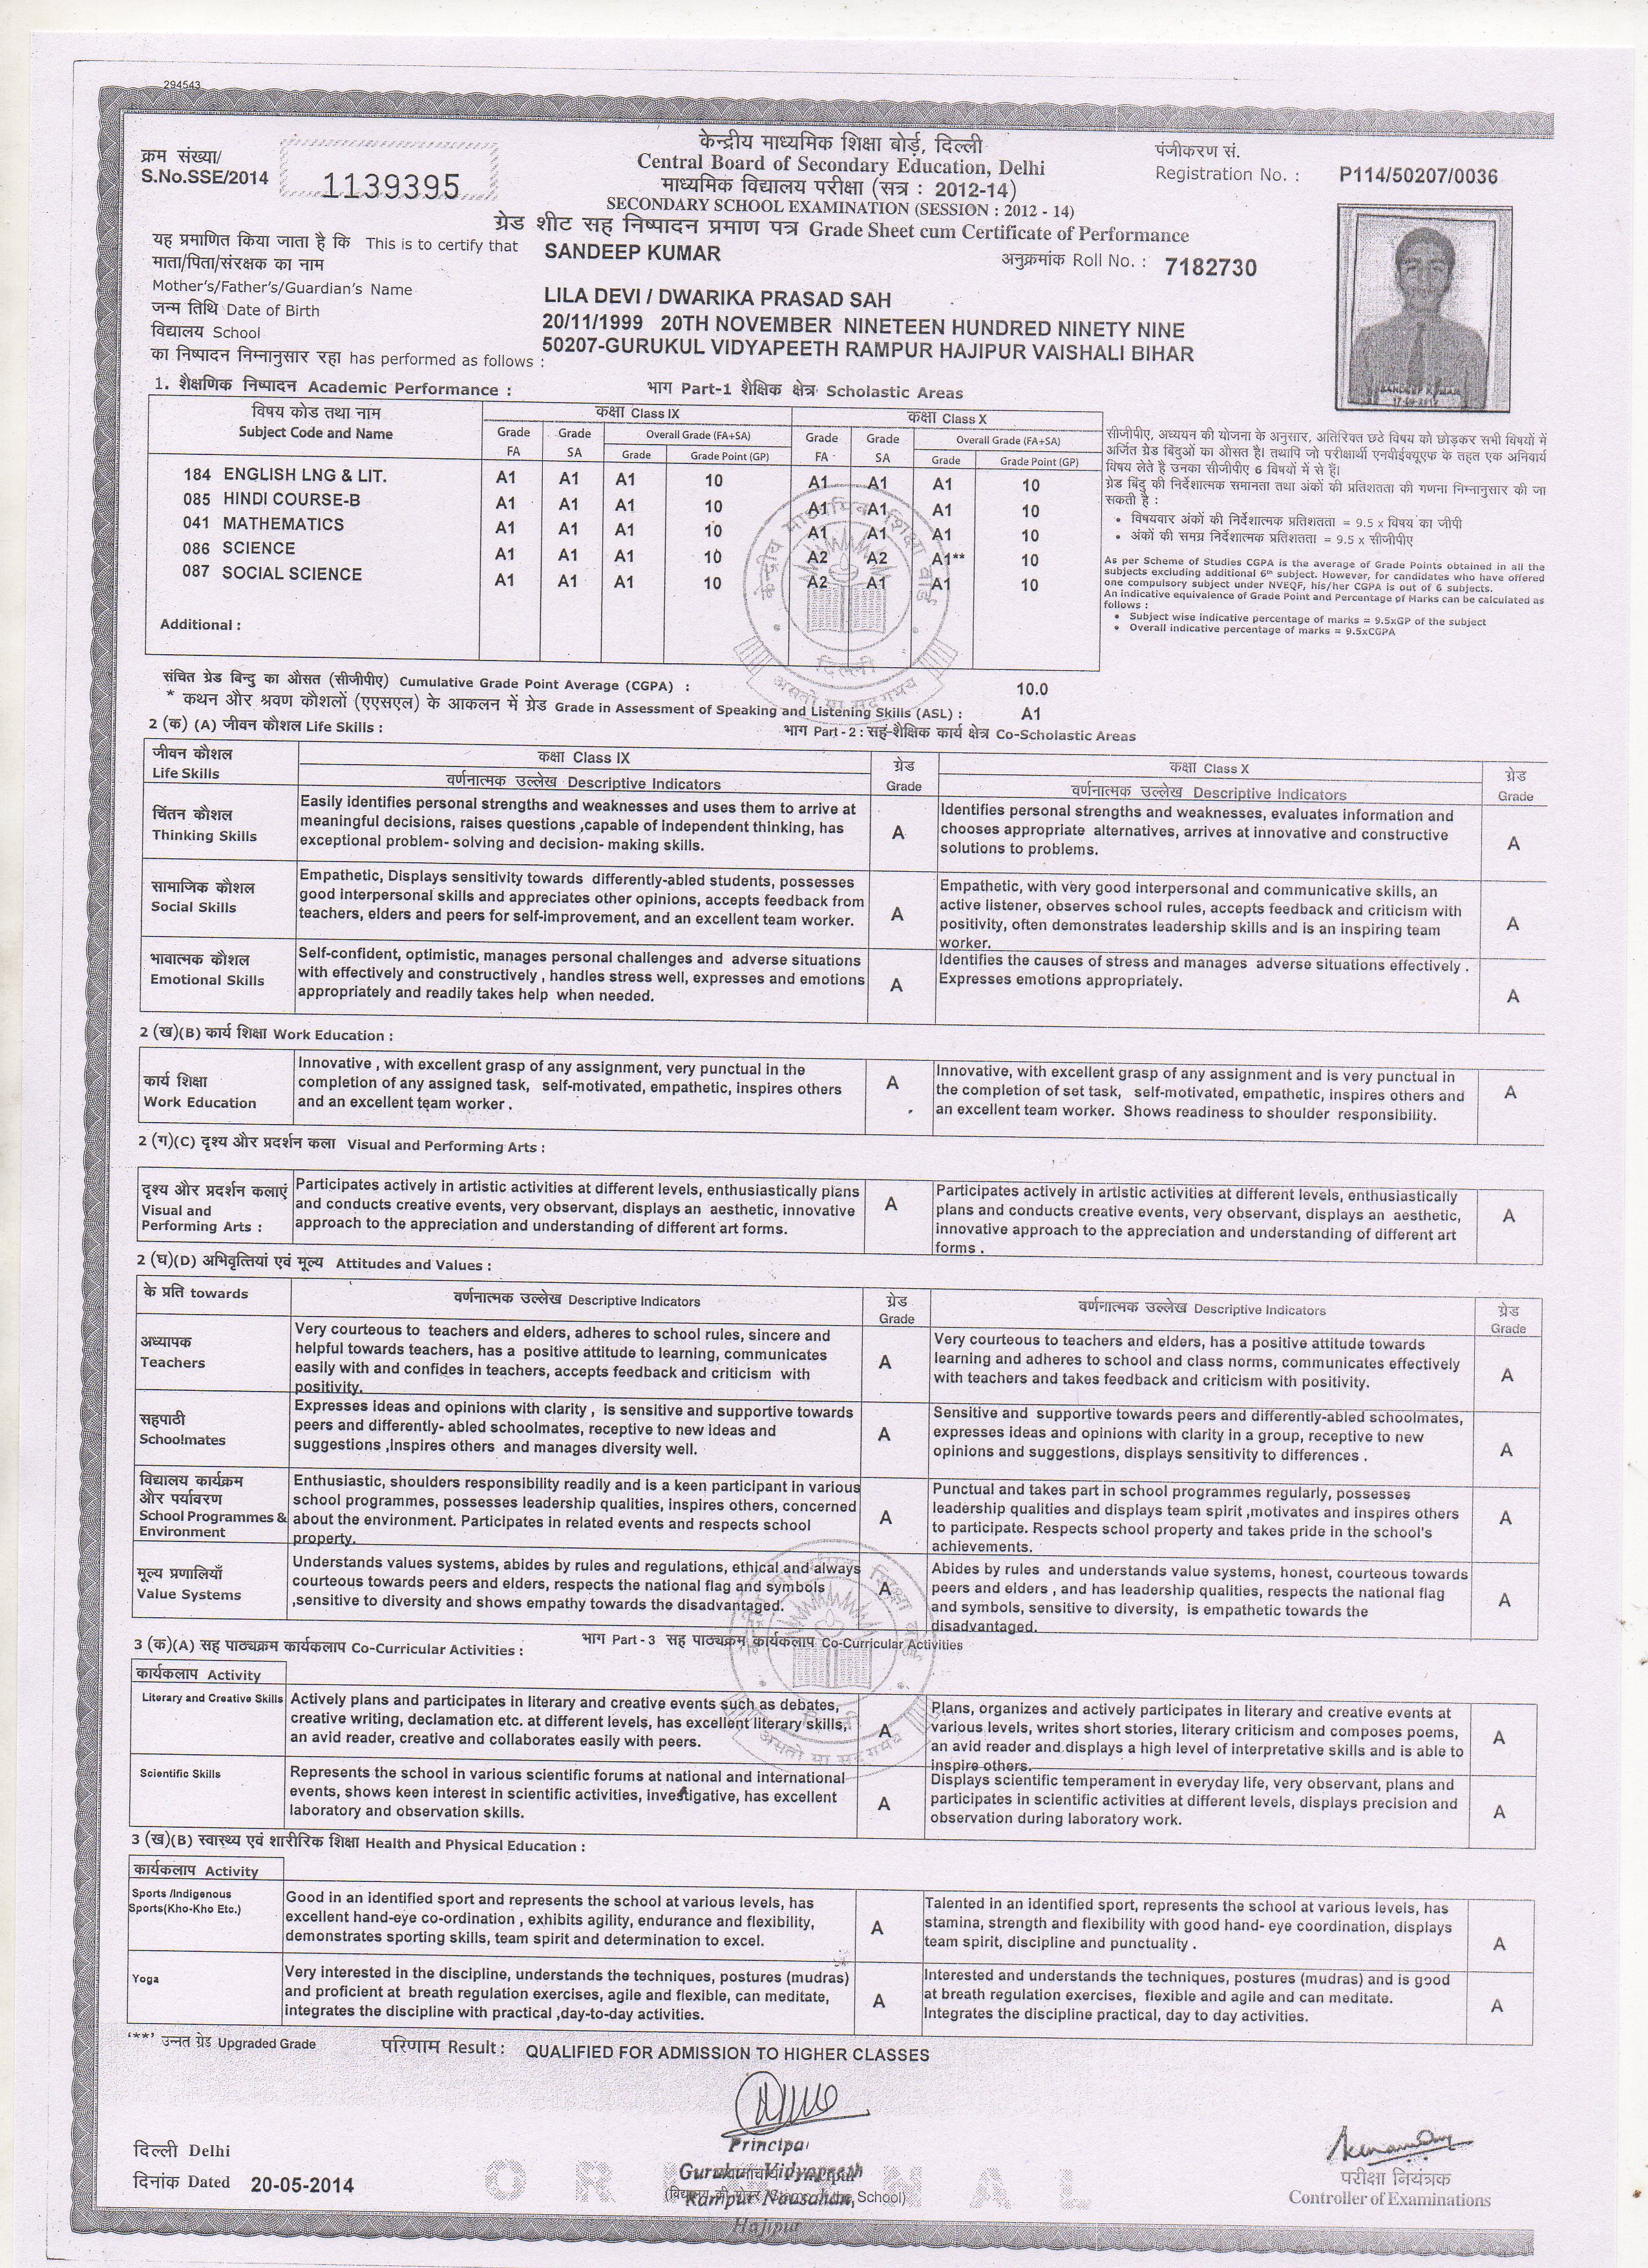 294543
क्रम संख्या/
S.No.SSE/2014 1139395
केन्द्रीय माध्यमिक शिक्षा बोर्ड, दिल्ली
Central Board of Secondary Education, Delhi
माध्यमिक विद्यालय परीक्षा (सत्र : 2012-14)
SECONDARY SCHOOL EXAMINATION (SESSION : 2012 - 14)
ग्रेड शीट सह निष्पादन प्रमाण पत्र Grade Sheet cum Certificate of Performance
पंजीकरण सं.
Registration No. : P114/50207/0036
यह प्रमाणित किया जाता है कि This is to certify that SANDEEP KUMAR
अनुक्रमांक Roll No. : 7182730
माता/पिता/संरक्षक का नाम
Mother's/Father's/Guardian's Name LILA DEVI / DWARIKA PRASAD SAH
जन्म तिथि Date of Birth 20/11/1999 20TH NOVEMBER NINETEEN HUNDRED NINETY NINE
विद्यालय School 50207-GURUKUL VIDYAPEETH RAMPUR HAJIPUR VAISHALI BIHAR
का निष्पादन निम्नानुसार रहा has performed as follows :
SANDEEP KUMAR
1. शैक्षणिक निष्पादन Academic Performance : भाग Part-1 शैक्षिक क्षेत्र Scholastic Areas
विषय कोड तथा नाम कक्षा Class IX कक्षा Class X
Subject Code and Name
Grade FA Grade SA Overall Grade (FA+SA) Grade FA Grade SA Overall Grade (FA+SA)
Grade Grade Point (GP) Grade Grade Point (GP)
184 ENGLISH LNG & LIT. A1 A1 A1 10 A1 A1 A1 10
085 HINDI COURSE-B A1 A1 A1 10 A1 A1 A1 10
041 MATHEMATICS A1 A1 A1 10 A1 A1 A1 10
086 SCIENCE A1 A1 A1 10 A2 A2 A1** 10
087 SOCIAL SCIENCE A1 A1 A1 10 A2 A1 A1 10
Additional :
सीजीपीए, अध्ययन की योजना के अनुसार, अतिरिक्त छठे विषय को छोड़कर सभी विषयों में
अर्जित ग्रेड बिंदुओं का औसत है। तथापि जो परीक्षार्थी एनवीईक्यूएफ के तहत एक अनिवार्य
विषय लेते है उनका सीजीपीए 6 विषयों में से हैं।
ग्रेड बिंदु की निर्देशात्मक समानता तथा अंकों की प्रतिशतता की गणना निम्नानुसार की जा
सकती है :
• विषयवार अंकों की निर्देशात्मक प्रतिशतता = 9.5 x विषय का जीपी
• अंकों की समग्र निर्देशात्मक प्रतिशतता = 9.5 x सीजीपीए
As per Scheme of Studies CGPA is the average of Grade Points obtained in all the
subjects excluding additional 6th subject. However, for candidates who have offered
one compulsory subject under NVEQF, his/her CGPA is out of 6 subjects.
An indicative equivalence of Grade Point and Percentage of Marks can be calculated as
follows :
• Subject wise indicative percentage of marks = 9.5xGP of the subject
• Overall indicative percentage of marks = 9.5xCGPA
केन्द्रीय माध्यमिक शिक्षा बोर्ड
दिल्ली
असतो मा सद् गमय
संचित ग्रेड बिन्दु का औसत (सीजीपीए) Cumulative Grade Point Average (CGPA) : 10.0
* कथन और श्रवण कौशलों (एएसएल) के आकलन में ग्रेड Grade in Assessment of Speaking and Listening Skills (ASL) : A1
2 (क) (A) जीवन कौशल Life Skills : भाग Part - 2 : सह-शैक्षिक कार्य क्षेत्र Co-Scholastic Areas
जीवन कौशल कक्षा Class IX ग्रेड कक्षा Class X ग्रेड
Life Skills वर्णनात्मक उल्लेख Descriptive Indicators Grade वर्णनात्मक उल्लेख Descriptive Indicators Grade
चिंतन कौशल
Thinking Skills
Easily identifies personal strengths and weaknesses and uses them to arrive at
meaningful decisions, raises questions ,capable of independent thinking, has
exceptional problem- solving and decision- making skills.
A
Identifies personal strengths and weaknesses, evaluates information and
chooses appropriate alternatives, arrives at innovative and constructive
solutions to problems.
A
सामाजिक कौशल
Social Skills
Empathetic, Displays sensitivity towards differently-abled students, possesses
good interpersonal skills and appreciates other opinions, accepts feedback from
teachers, elders and peers for self-improvement, and an excellent team worker.
A
Empathetic, with very good interpersonal and communicative skills, an
active listener, observes school rules, accepts feedback and criticism with
positivity, often demonstrates leadership skills and is an inspiring team
worker.
A
भावात्मक कौशल
Emotional Skills
Self-confident, optimistic, manages personal challenges and adverse situations
with effectively and constructively , handles stress well, expresses and emotions
appropriately and readily takes help when needed.
A
Identifies the causes of stress and manages adverse situations effectively .
Expresses emotions appropriately.
A
2 (ख)(B) कार्य शिक्षा Work Education :
कार्य शिक्षा
Work Education
Innovative , with excellent grasp of any assignment, very punctual in the
completion of any assigned task, self-motivated, empathetic, inspires others
and an excellent team worker .
A
Innovative, with excellent grasp of any assignment and is very punctual in
the completion of set task, self-motivated, empathetic, inspires others and
an excellent team worker. Shows readiness to shoulder responsibility.
A
2 (ग)(C) दृश्य और प्रदर्शन कला Visual and Performing Arts :
दृश्य और प्रदर्शन कलाएं
Visual and
Performing Arts :
Participates actively in artistic activities at different levels, enthusiastically plans
and conducts creative events, very observant, displays an aesthetic, innovative
approach to the appreciation and understanding of different art forms.
A
Participates actively in artistic activities at different levels, enthusiastically
plans and conducts creative events, very observant, displays an aesthetic,
innovative approach to the appreciation and understanding of different art
forms .
A
2 (घ)(D) अभिवृत्तियां एवं मूल्य Attitudes and Values :
के प्रति towards वर्णनात्मक उल्लेख Descriptive Indicators ग्रेड Grade वर्णनात्मक उल्लेख Descriptive Indicators ग्रेड Grade
अध्यापक
Teachers
Very courteous to teachers and elders, adheres to school rules, sincere and
helpful towards teachers, has a positive attitude to learning, communicates
easily with and confides in teachers, accepts feedback and criticism with
positivity.
A
Very courteous to teachers and elders, has a positive attitude towards
learning and adheres to school and class norms, communicates effectively
with teachers and takes feedback and criticism with positivity.
A
सहपाठी
Schoolmates
Expresses ideas and opinions with clarity , is sensitive and supportive towards
peers and differently- abled schoolmates, receptive to new ideas and
suggestions ,Inspires others and manages diversity well.
A
Sensitive and supportive towards peers and differently-abled schoolmates,
expresses ideas and opinions with clarity in a group, receptive to new
opinions and suggestions, displays sensitivity to differences .
A
विद्यालय कार्यक्रम
और पर्यावरण
School Programmes &
Environment
Enthusiastic, shoulders responsibility readily and is a keen participant in various
school programmes, possesses leadership qualities, inspires others, concerned
about the environment. Participates in related events and respects school
property.
A
Punctual and takes part in school programmes regularly, possesses
leadership qualities and displays team spirit ,motivates and inspires others
to participate. Respects school property and takes pride in the school's
achievements.
A
मूल्य प्रणालियाँ
Value Systems
Understands values systems, abides by rules and regulations, ethical and always
courteous towards peers and elders, respects the national flag and symbols
,sensitive to diversity and shows empathy towards the disadvantaged.
A
Abides by rules and understands value systems, honest, courteous towards
peers and elders , and has leadership qualities, respects the national flag
and symbols, sensitive to diversity, is empathetic towards the
disadvantaged.
A
3 (क)(A) सह पाठ्यक्रम कार्यकलाप Co-Curricular Activities : भाग Part - 3 सह पाठ्यक्रम कार्यकलाप Co-Curricular Activities
कार्यकलाप Activity
Literary and Creative Skills
Actively plans and participates in literary and creative events such as debates,
creative writing, declamation etc. at different levels, has excellent literary skills,
an avid reader, creative and collaborates easily with peers.
A
Plans, organizes and actively participates in literary and creative events at
various levels, writes short stories, literary criticism and composes poems,
an avid reader and displays a high level of interpretative skills and is able to
inspire others.
A
Scientific Skills
Represents the school in various scientific forums at national and international
events, shows keen interest in scientific activities, investigative, has excellent
laboratory and observation skills.
A
Displays scientific temperament in everyday life, very observant, plans and
participates in scientific activities at different levels, displays precision and
observation during laboratory work.
A
असतो मा सद् गमय
3 (ख)(B) स्वास्थ्य एवं शारीरिक शिक्षा Health and Physical Education :
कार्यकलाप Activity
Sports /Indigenous
Sports(Kho-Kho Etc.)
Good in an identified sport and represents the school at various levels, has
excellent hand-eye co-ordination , exhibits agility, endurance and flexibility,
demonstrates sporting skills, team spirit and determination to excel.
A
Talented in an identified sport, represents the school at various levels, has
stamina, strength and flexibility with good hand- eye coordination, displays
team spirit, discipline and punctuality .
A
Yoga
Very interested in the discipline, understands the techniques, postures (mudras)
and proficient at breath regulation exercises, agile and flexible, can meditate,
integrates the discipline with practical ,day-to-day activities.
A
Interested and understands the techniques, postures (mudras) and is good
at breath regulation exercises, flexible and agile and can meditate.
Integrates the discipline practical, day to day activities.
A
'**' उन्नत ग्रेड Upgraded Grade परिणाम Result : QUALIFIED FOR ADMISSION TO HIGHER CLASSES
दिल्ली Delhi
दिनांक Dated 20-05-2014
Principal
Gurukul Vidyapeeth
Rampur Nausahan,
Hajipur
School)
परीक्षा नियंत्रक
Controller of Examinations